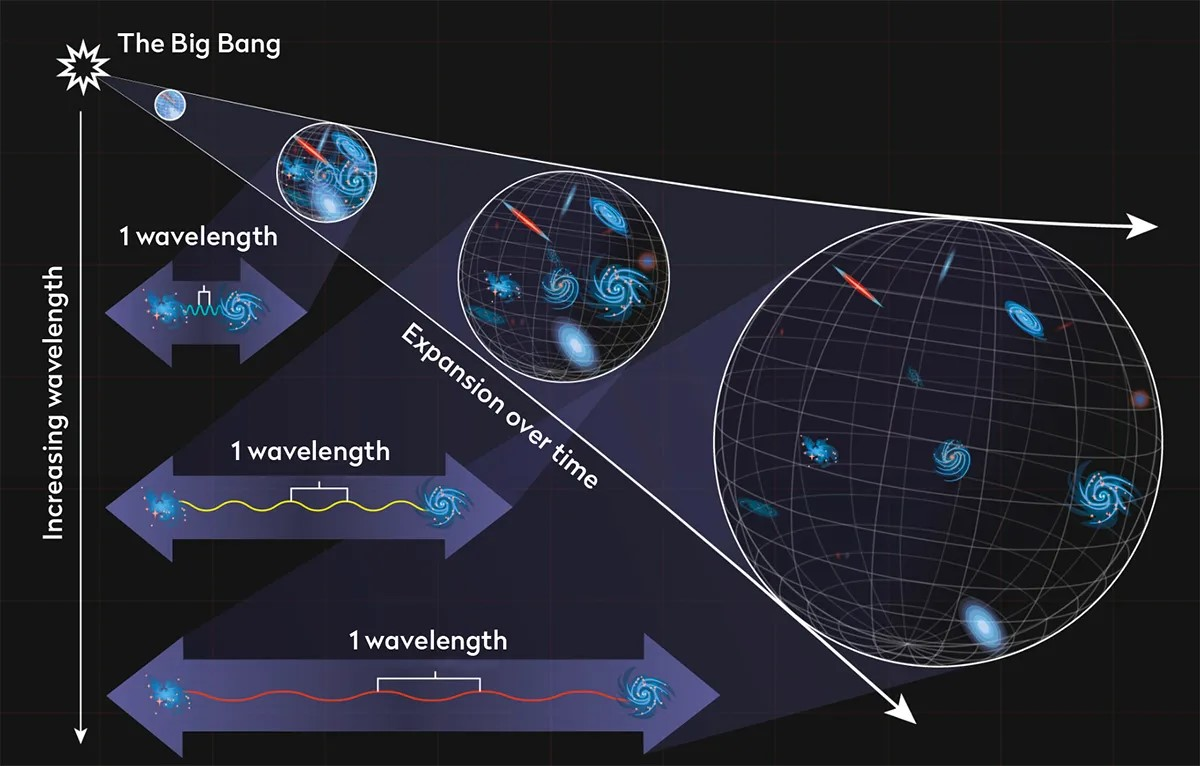 The Big Bang
1 wavelength
Increasing wavelength
Expansion over time
1 wavelength
1 wavelength